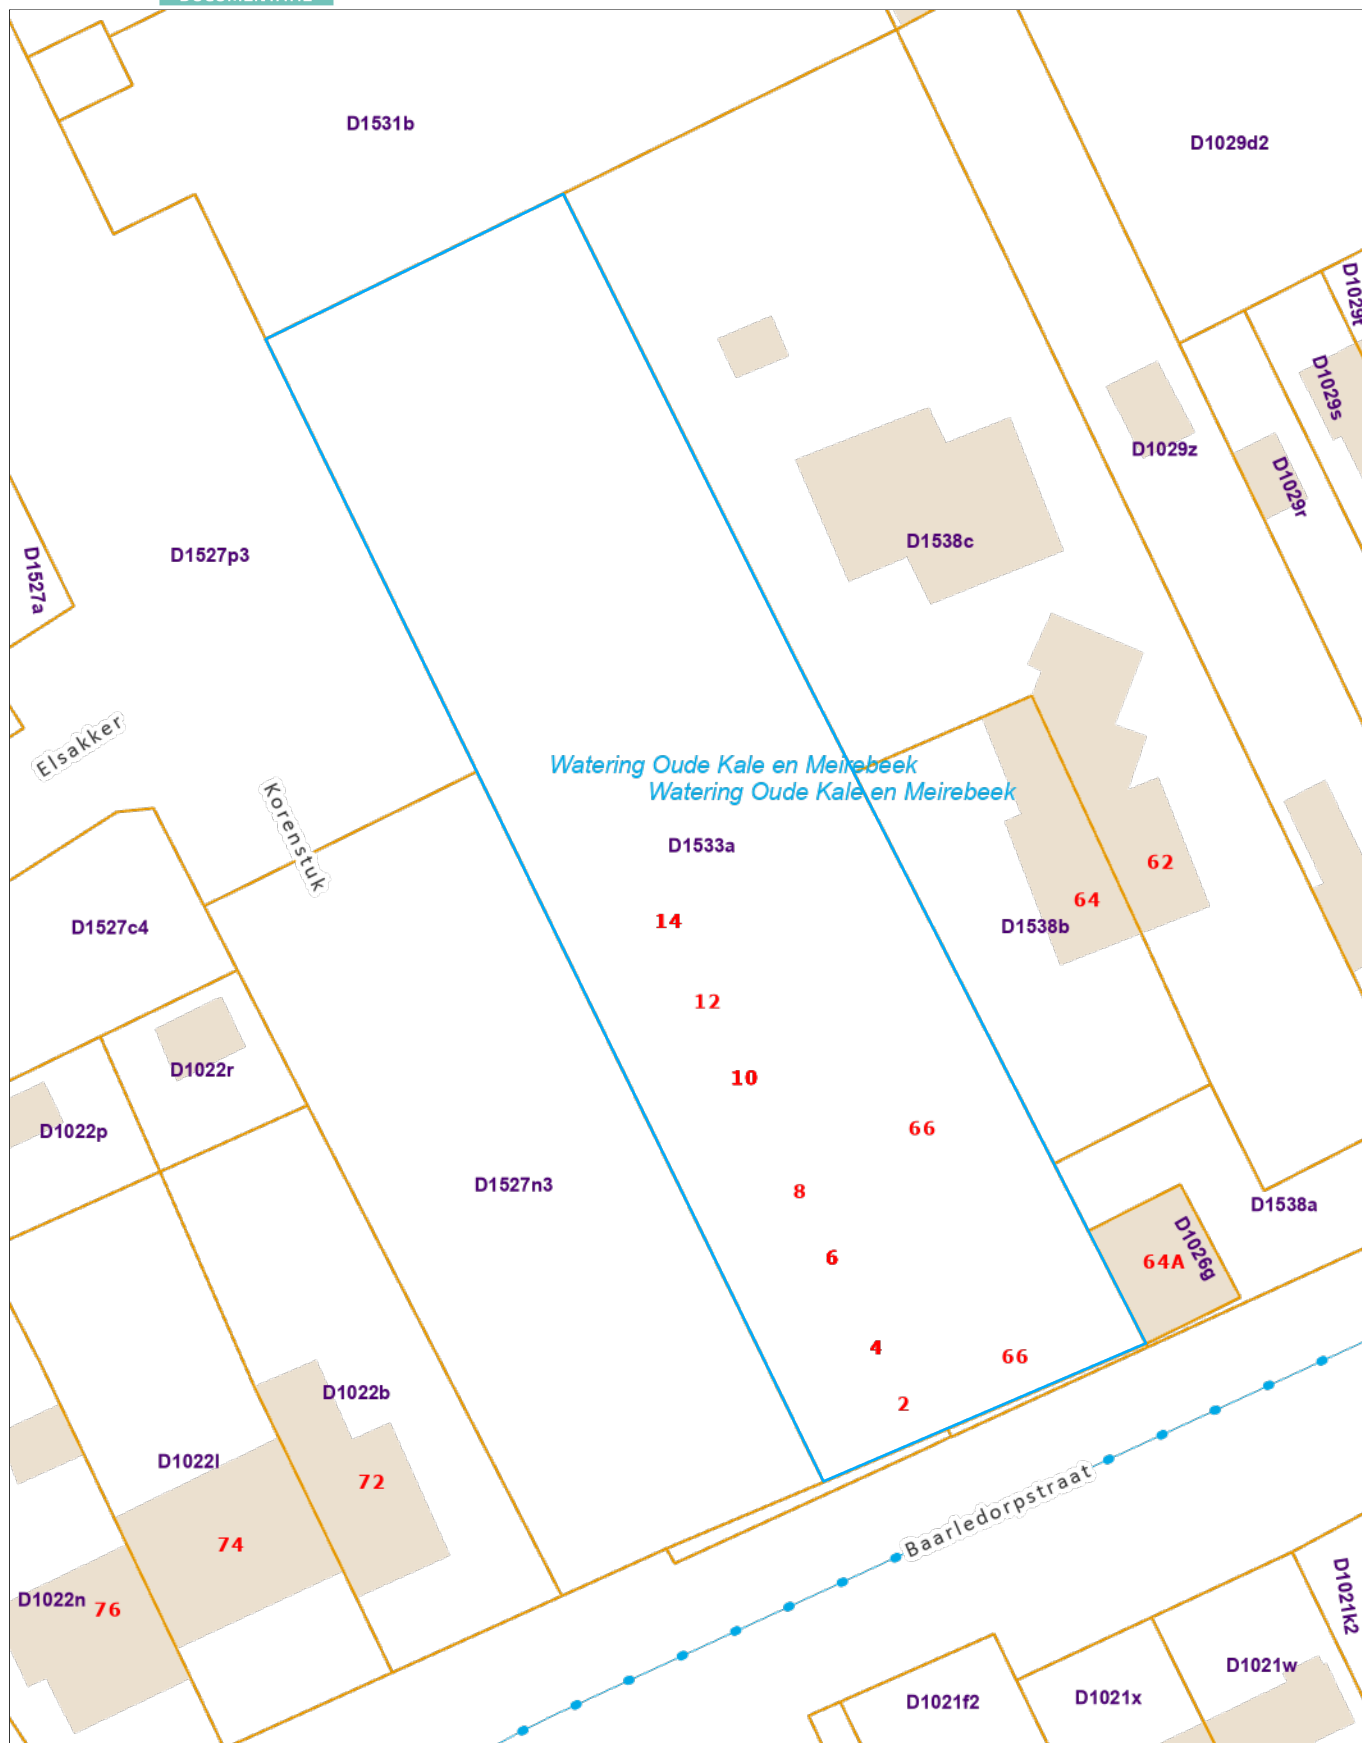 D1531b
D1029d2
D1029t
D1029s
D1029z
D1029r
D1538c
D1527p3
D1527a
Elsakker
Korenstuk
Watering Oude Kale en Meirebeek
Watering Oude Kale en Meirebeek
D1533a
62
64
14
D1538b
D1527c4
12
D1022r
10
66
D1022p
D1527n3
8
D1538a
D1026g
6
64A
4
66
D1022b
2
D1022l
72
Baarledorpstraat
74
D1022n
76
D1021k2
D1021w
D1021x
D1021f2